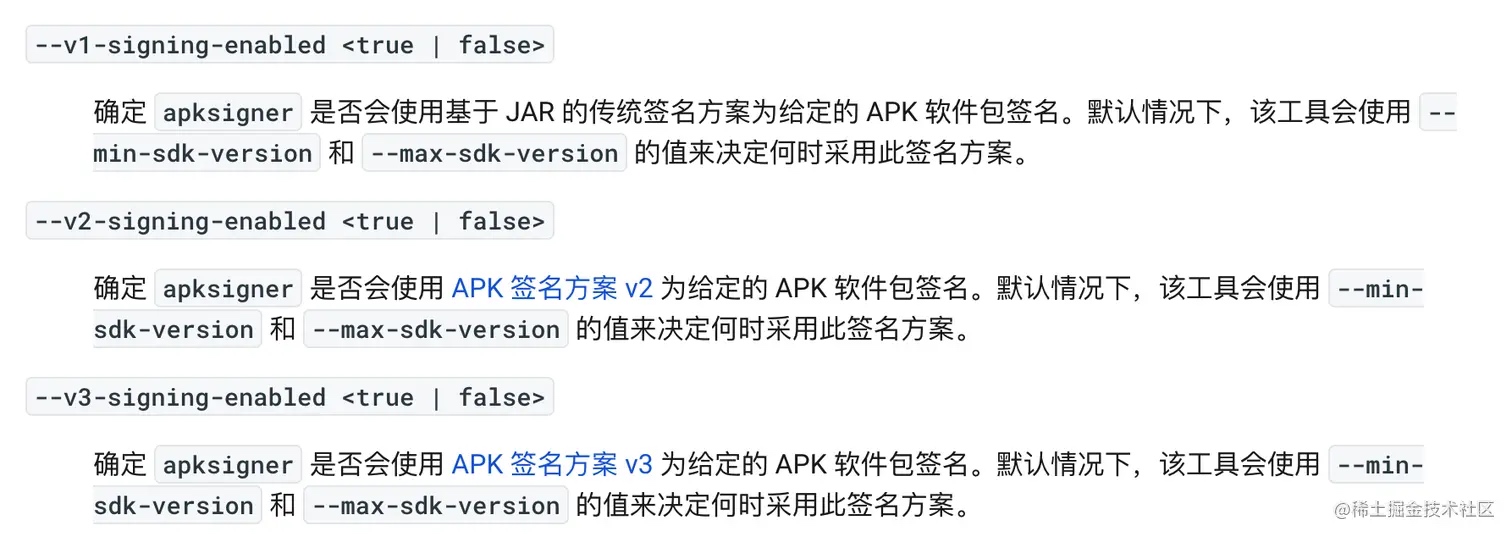 --v1-signing-enabled <true | false>
确定 apksigner 是否会使用基于 JAR 的传统签名方案为给定的 APK 软件包签名。默认情况下，该工具会使用 --
min-sdk-version 和 --max-sdk-version 的值来决定何时采用此签名方案。
--v2-signing-enabled <true | false>
确定 apksigner 是否会使用 APK 签名方案 v2 为给定的 APK 软件包签名。默认情况下，该工具会使用 --min-
sdk-version 和 --max-sdk-version 的值来决定何时采用此签名方案。
--v3-signing-enabled <true | false>
确定 apksigner 是否会使用 APK 签名方案 v3 为给定的 APK 软件包签名。默认情况下，该工具会使用 --min-
sdk-version 和 --max-sdk-version 的值来决定何时采用此签名方案。
@稀土掘金技术社区